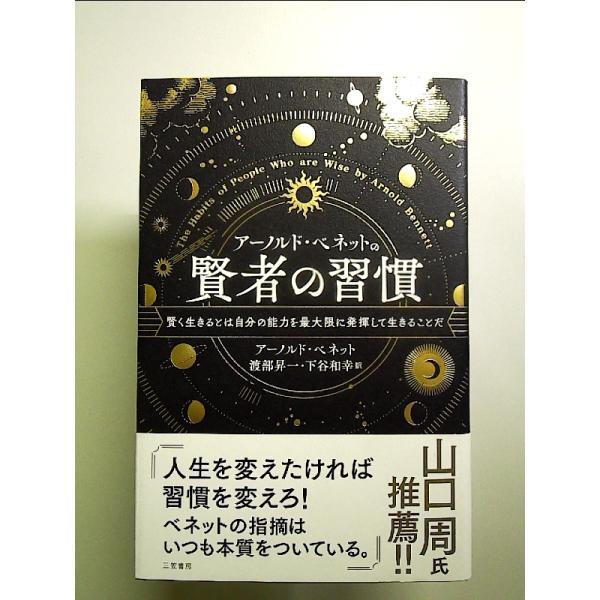 The Habits of People Who are Wise by Arnold Bennett
アーノルド・ベネットの
賢者の習慣
賢く生きるとは自分の能力を最大限に発揮して生きることだ
アーノルド・ベネット
渡部昇一・下谷和幸 訳
山口周氏
推薦!!
『人生を変えたければ
習慣を変えろ!
ベネットの指摘は
いつも本質をついている。』
三笠書房